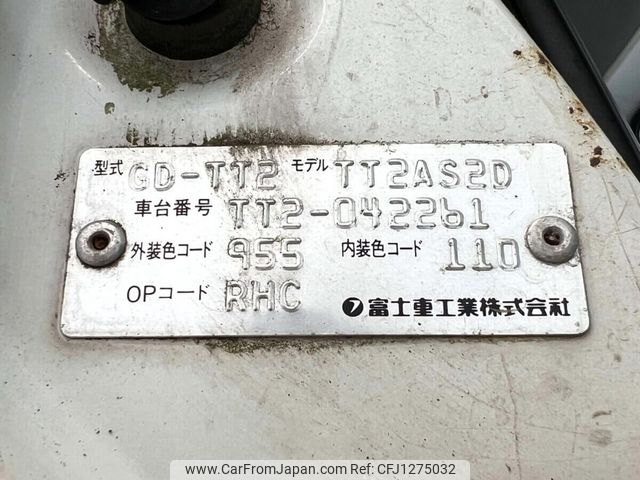 型式 GD-TT2 モデル TT2AS2D
車台番号 TT2-042261
外装色コード 955 内装色コード 110
OPコード RHC
フ 富士重工業株式会社
www.CarFromJapan.com | Ref No: CFJ1275032